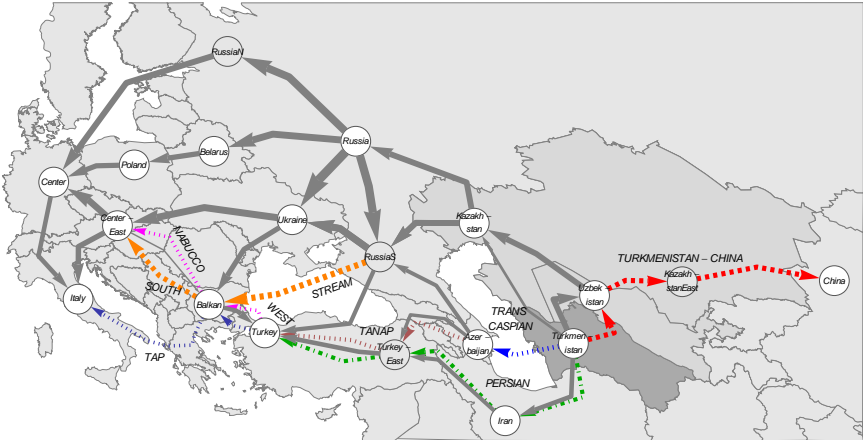 RussiaN
Russia
Belarus
Poland
Center
Center –
East
NABUCCO
Ukraine
Kazakh –
stan
RussiaS
TURKMENISTAN – CHINA
Kazakh
stanEast
China
Uzbek
istan
SOUTH
STREAM
Italy
Balkan
WEST
Turkey
TANAP
TRANS
CASPIAN
Azer
baijan
Turkmen
istan
Turkey –
East
TAP
PERSIAN
Iran